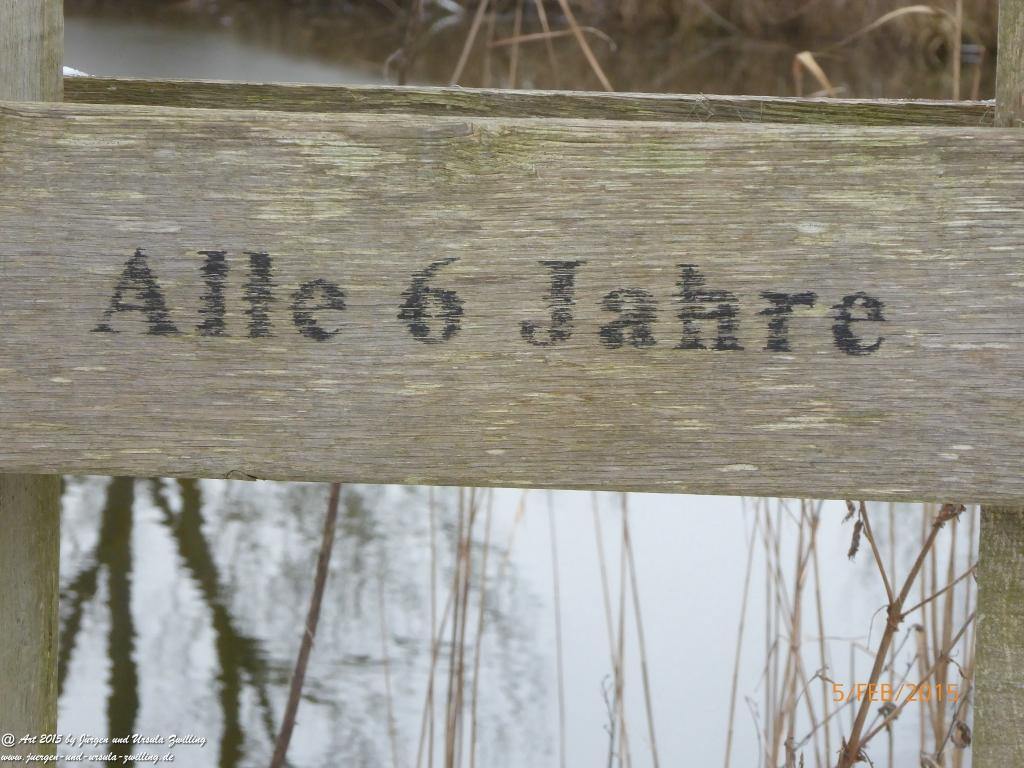 Alle 6 Jahre
5/FEB/2015
@ Art 2015 by Jürgen und Ursula Zwilling
www.juergen-und-ursula-zwilling.de